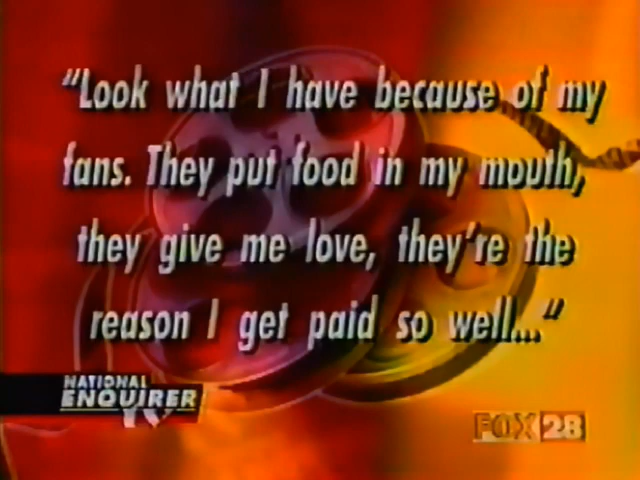 “Look what I have because of my
fans. They put food in my mouth,
they give me love, they're the
reason I get paid so well...“
NATIONAL
ENQUIRER
TV
FOX 28